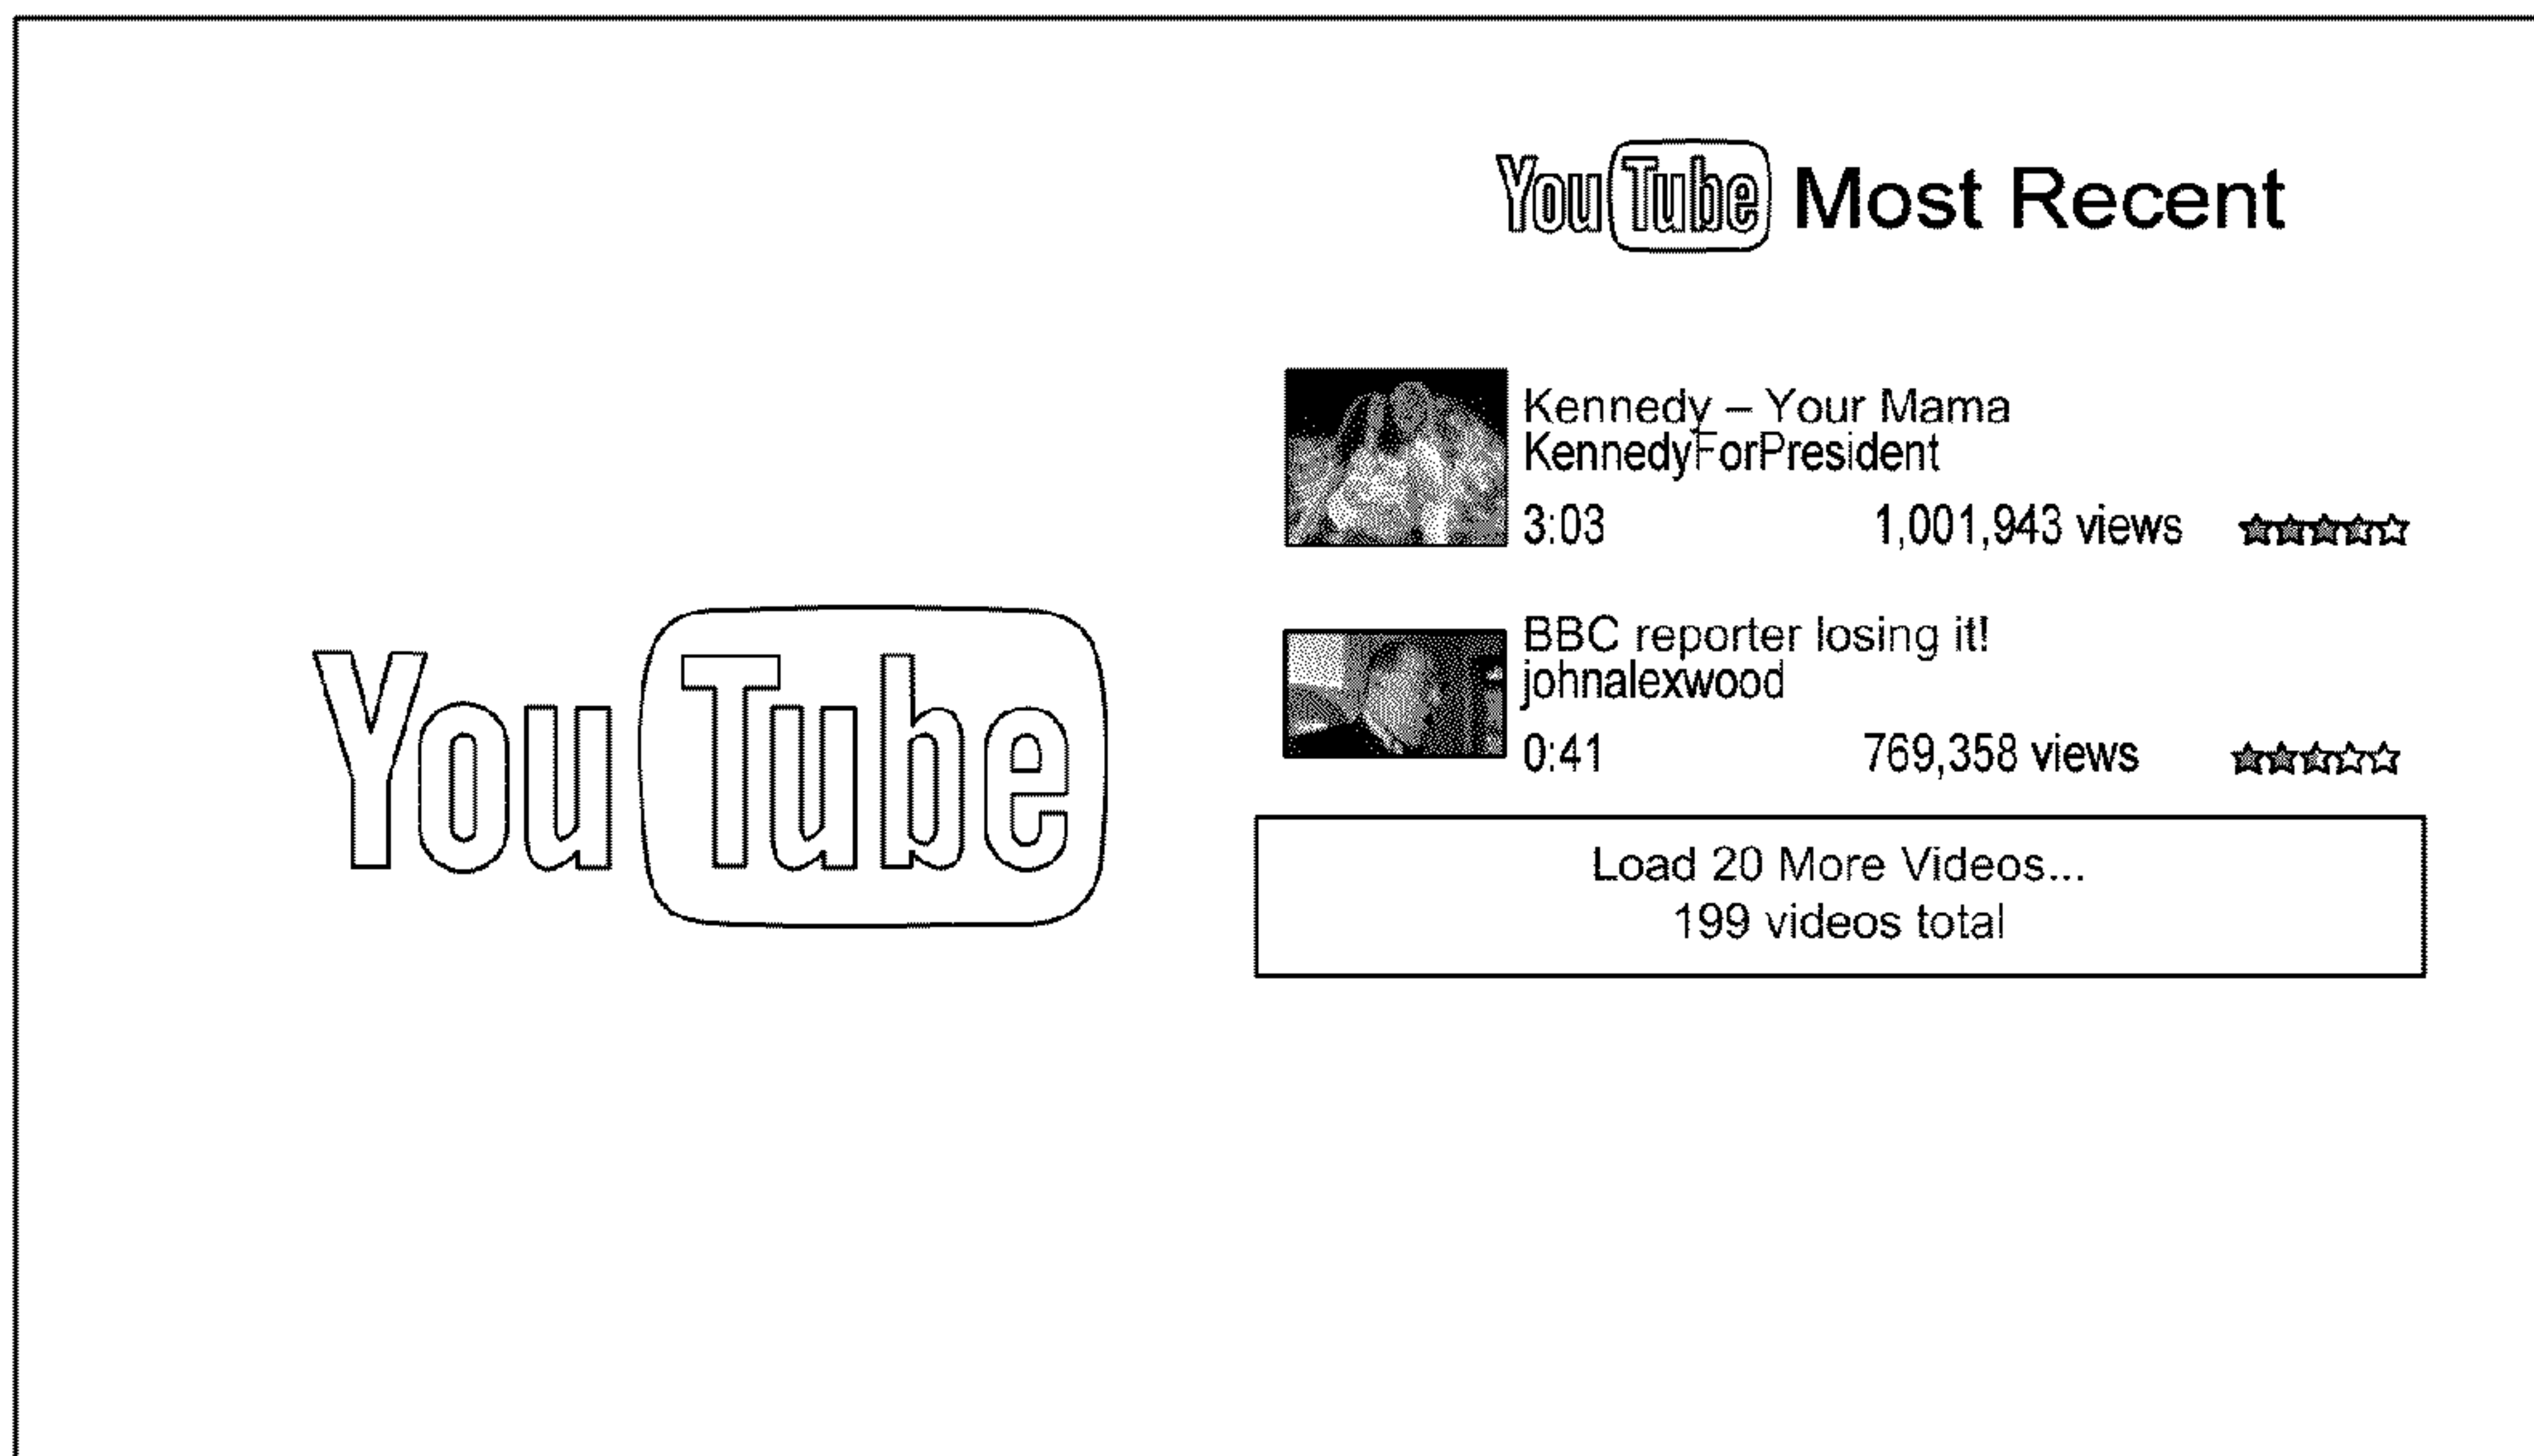 YouTube
YouTube Most Recent
Kennedy – Your Mama
KennedyForPresident
3:03 1,001,943 views
BBC reporter losing it!
johnalexwood
0:41 769,358 views
Load 20 More Videos...
199 videos total